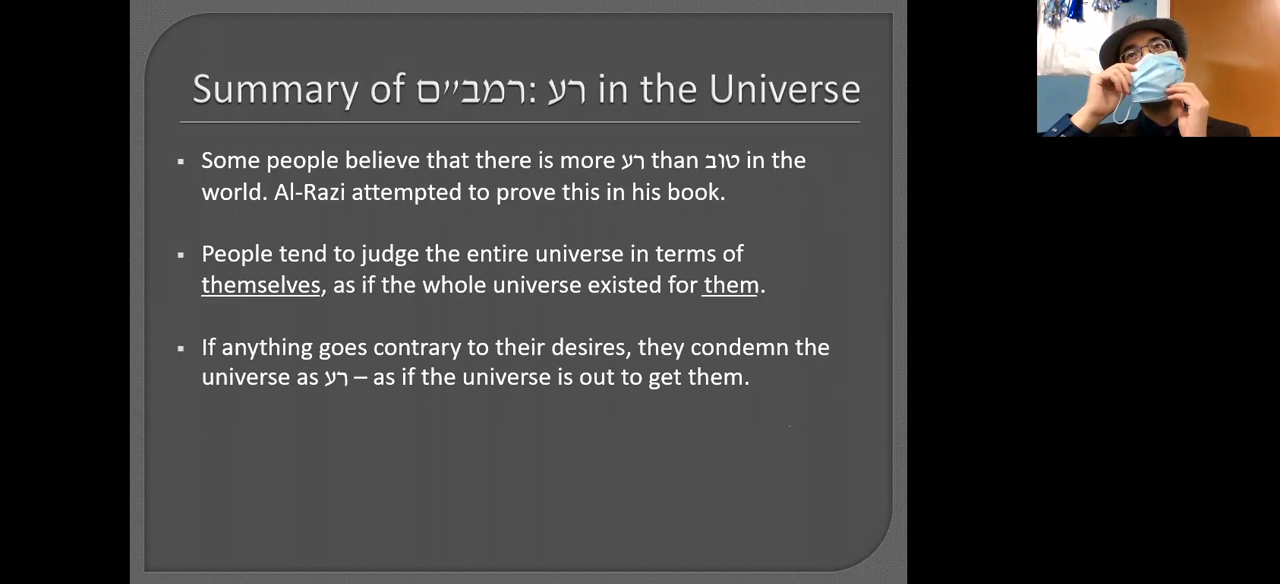 Summary of רמב״ם: רע in the Universe
▪ Some people believe that there is more רע than טוב in the
world. Al-Razi attempted to prove this in his book.
▪ People tend to judge the entire universe in terms of
themselves, as if the whole universe existed for them.
▪ If anything goes contrary to their desires, they condemn the
universe as רע – as if the universe is out to get them.